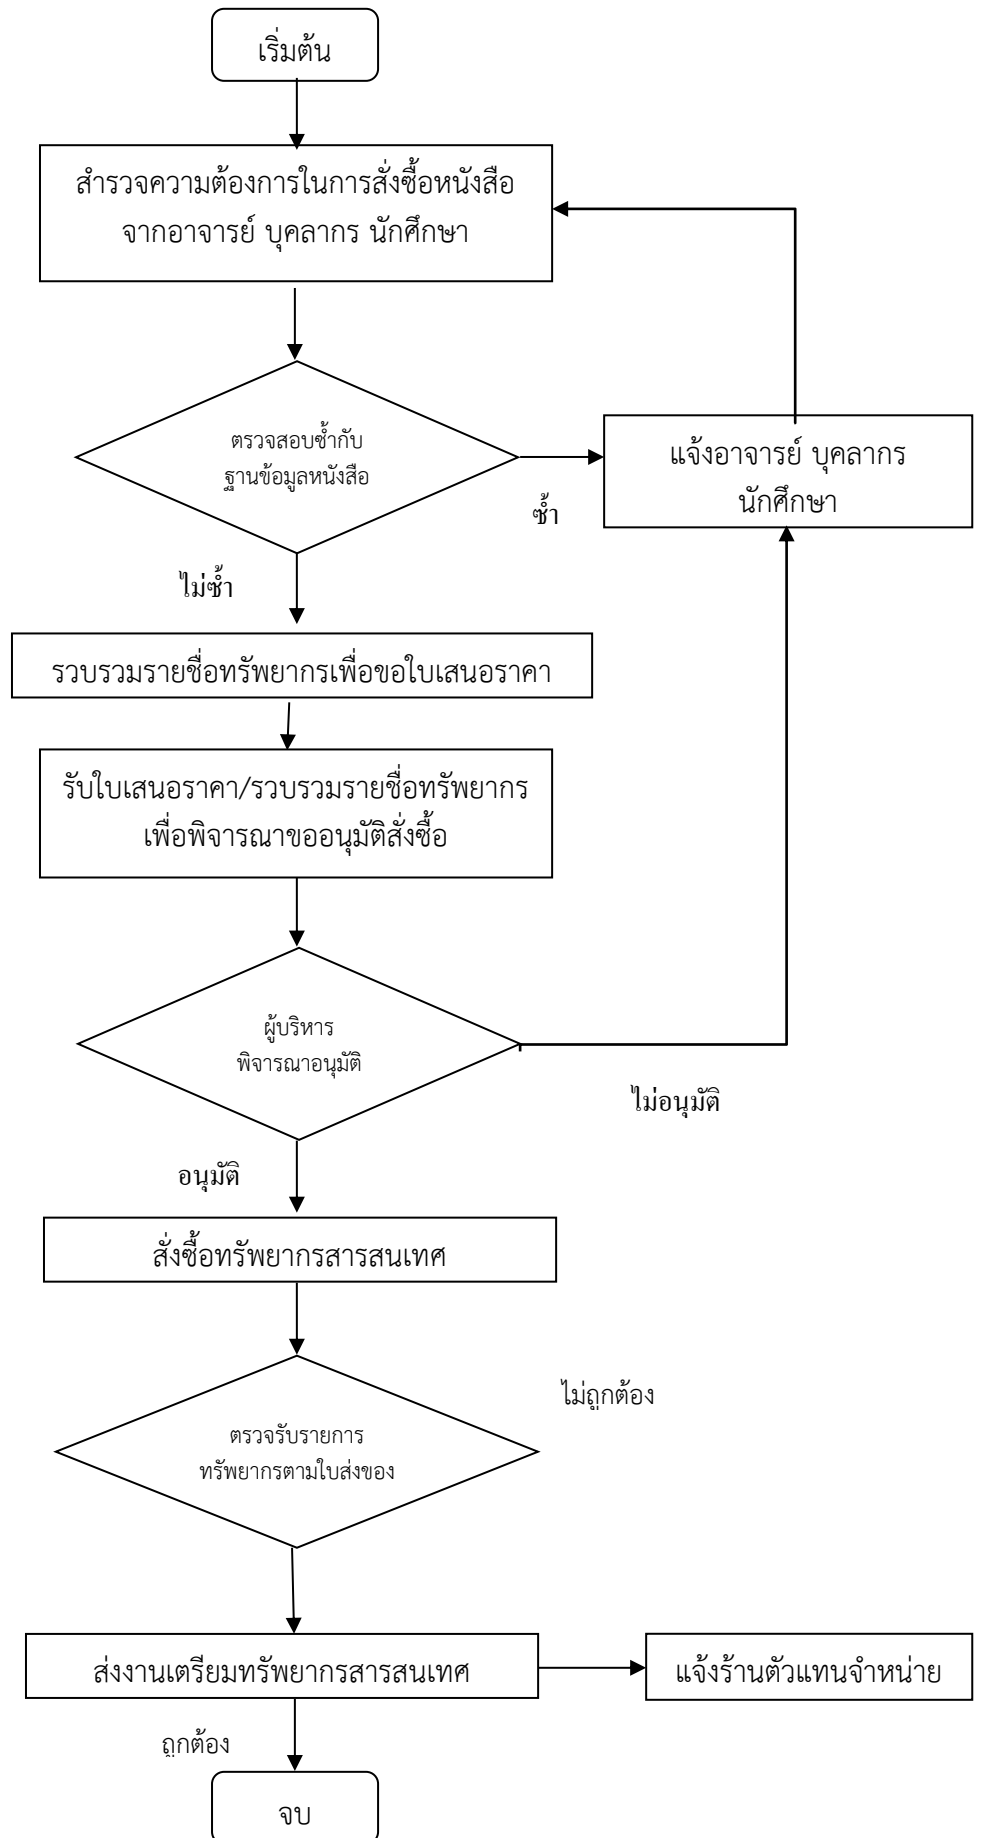 เริ่มต้น
สำรวจความต้องการในการสั่งซื้อหนังสือ
จากอาจารย์ บุคลากร นักศึกษา
ตรวจสอบซ้ำกับ
ฐานข้อมูลหนังสือ
ซ้ำ
แจ้งอาจารย์ บุคลากร
นักศึกษา
ไม่ซ้ำ
รวบรวมรายชื่อทรัพยากรเพื่อขอใบเสนอราคา
รับใบเสนอราคา/รวบรวมรายชื่อทรัพยากร
เพื่อพิจารณาขออนุมัติสั่งซื้อ
ผู้บริหาร
พิจารณาอนุมัติ
ไม่อนุมัติ
อนุมัติ
สั่งซื้อทรัพยากรสารสนเทศ
ไม่ถูกต้อง
ตรวจรับรายการ
ทรัพยากรตามใบส่งของ
ส่งงานเตรียมทรัพยากรสารสนเทศ
แจ้งร้านตัวแทนจำหน่าย
ถูกต้อง
จบ